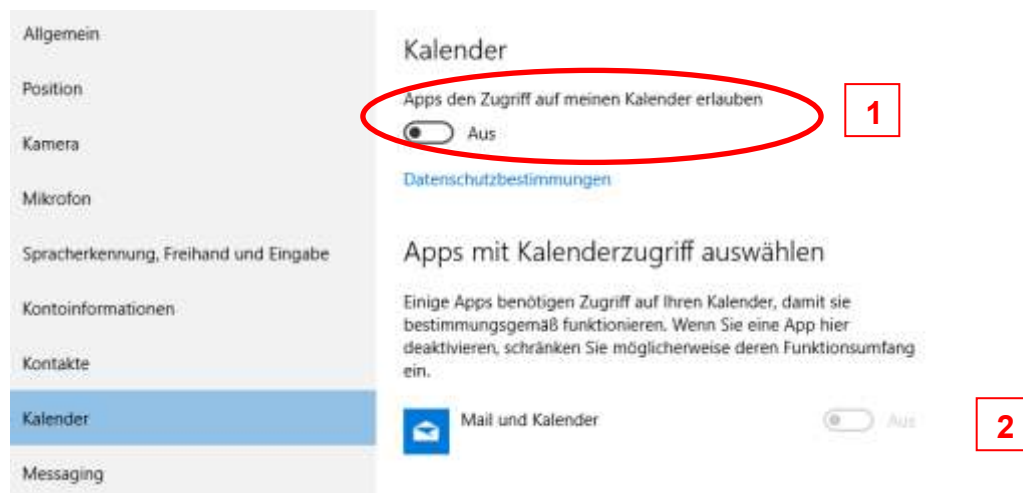 Allgemein
Position
Kamera
Mikrofon
Spracherkennung, Freihand und Eingabe
Kontoinformationen
Kontakte
Kalender
Messaging
Kalender
Apps den Zugriff auf meinen Kalender erlauben
Aus
1
Datenschutzbestimmungen
Apps mit Kalenderzugriff auswählen
Einige Apps benötigen Zugriff auf Ihren Kalender, damit sie
bestimmungsgemäß funktionieren. Wenn Sie eine App hier
deaktivieren, schränken Sie möglicherweise deren Funktionsumfang
ein.
Mail und Kalender
Aus
2